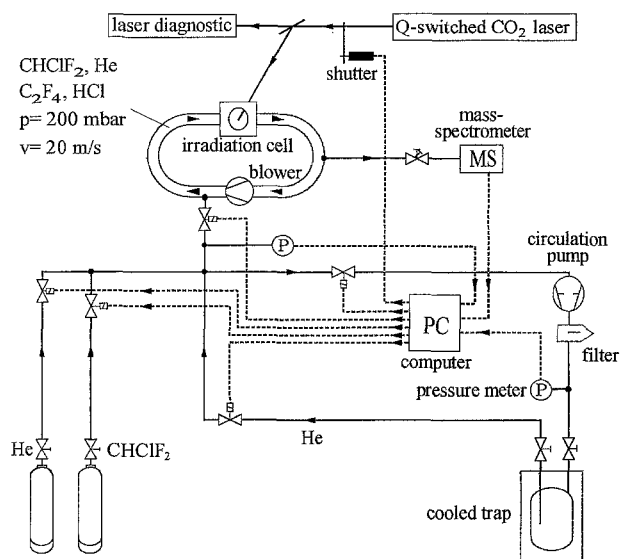 laser diagnostic
Q-switched CO₂ laser
shutter
CHClF₂, He
C₂F₄, HCl
p= 200 mbar
v= 20 m/s
irradiation cell
blower
mass-
spectrometer
MS
P
circulation
pump
PC
computer
filter
pressure meter
P
He
He
CHClF₂
cooled trap